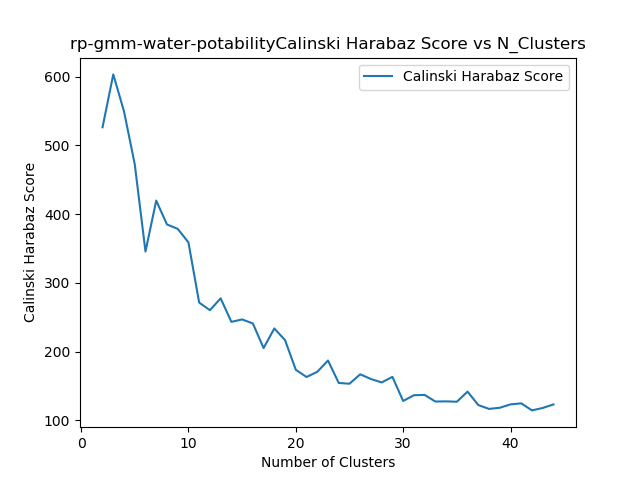 rp-gmm-water-potabilityCalinski Harabaz Score vs N_Clusters
Calinski Harabaz Score
Calinski Harabaz Score
600
500
400
300
200
100
0 10 20 30 40
Number of Clusters